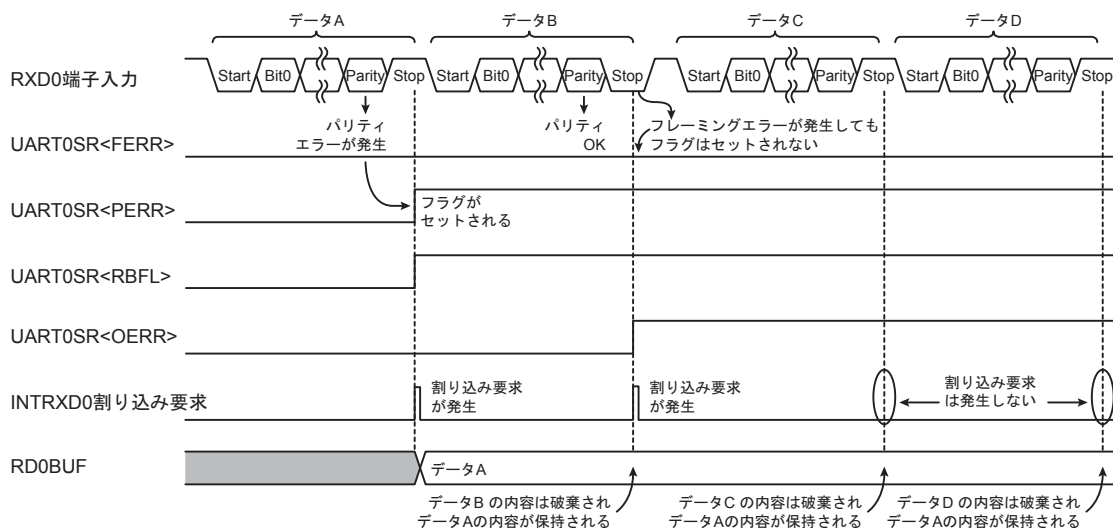 データA データB データC データD
RXD0端子入力 Start Bit0 Parity Stop Start Bit0 Parity Stop Start Bit0 Parity Stop Start Bit0 Parity Stop
パリティ
エラーが発生
パリティ
OK
フレーミングエラーが発生しても
フラグはセットされない
UART0SR<FERR>
UART0SR<PERR>
フラグが
セットされる
UART0SR<RBFL>
UART0SR<OERR>
INTRXD0割り込み要求
割り込み要求
が発生
割り込み要求
が発生
割り込み要求
は発生しない
RD0BUF
データA
データB の内容は破棄され
データAの内容が保持される
データC の内容は破棄され
データAの内容が保持される
データD の内容は破棄され
データAの内容が保持される